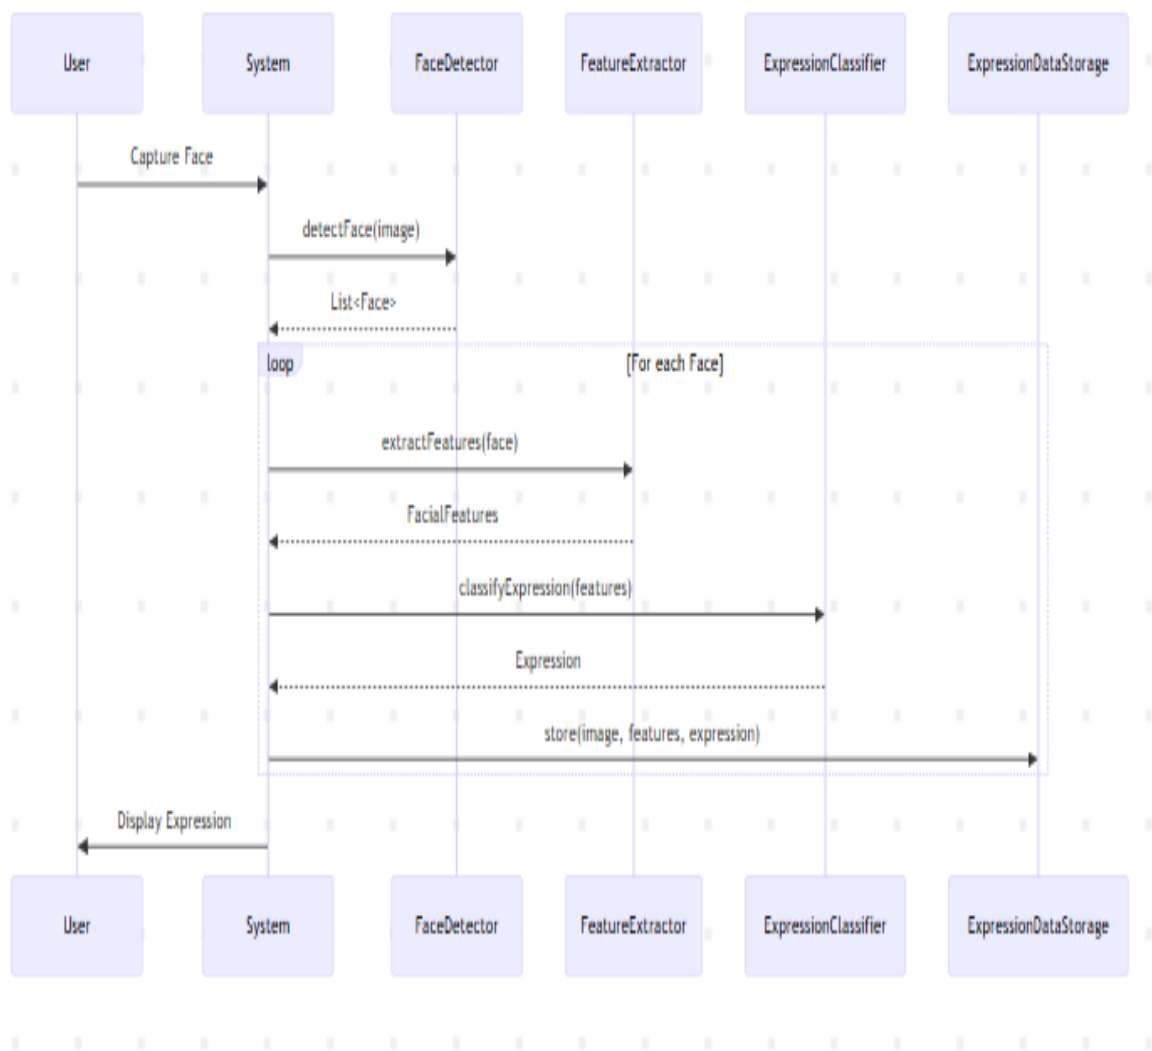 User
System
FaceDetector
FeatureExtractor
ExpressionClassifier
ExpressionDataStorage
Capture Face
detectFace(image)
List<Face>
loop
[For each Face]
extractFeatures(face)
FacialFeatures
classifyExpression(features)
Expression
store(image, features, expression)
Display Expression
User
System
FaceDetector
FeatureExtractor
ExpressionClassifier
ExpressionDataStorage